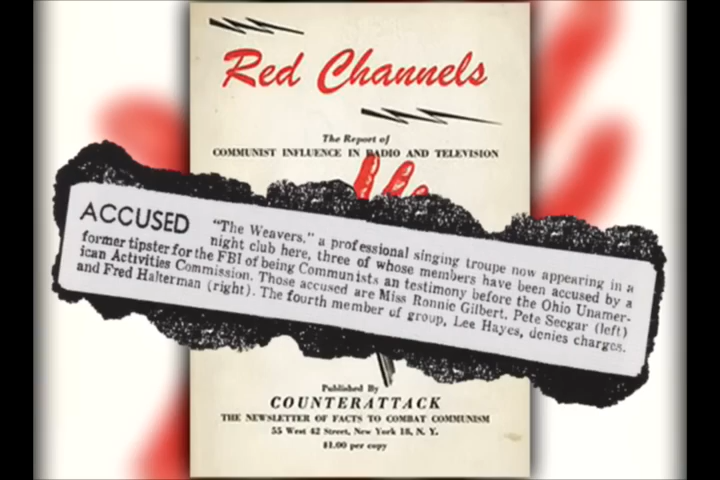 Red Channels
The Report of
COMMUNIST INFLUENCE IN RADIO AND TELEVISION
ACCUSED "The Weavers." a professional singing troupe now appearing in a
night club here, three of whose members have been accused by a
former tipster for the FBI of being Communists an testimony before the Ohio Unamer-
ican Activities Commission. Those accused are Miss Ronnie Gilbert, Pete Seegar (left)
and Fred Halterman (right). The fourth member of group, Lee Hayes, denies charges.
Published By
COUNTERATTACK
THE NEWSLETTER OF FACTS TO COMBAT COMMUNISM
55 West 42 Street, New York 18, N. Y.
$1.00 per copy